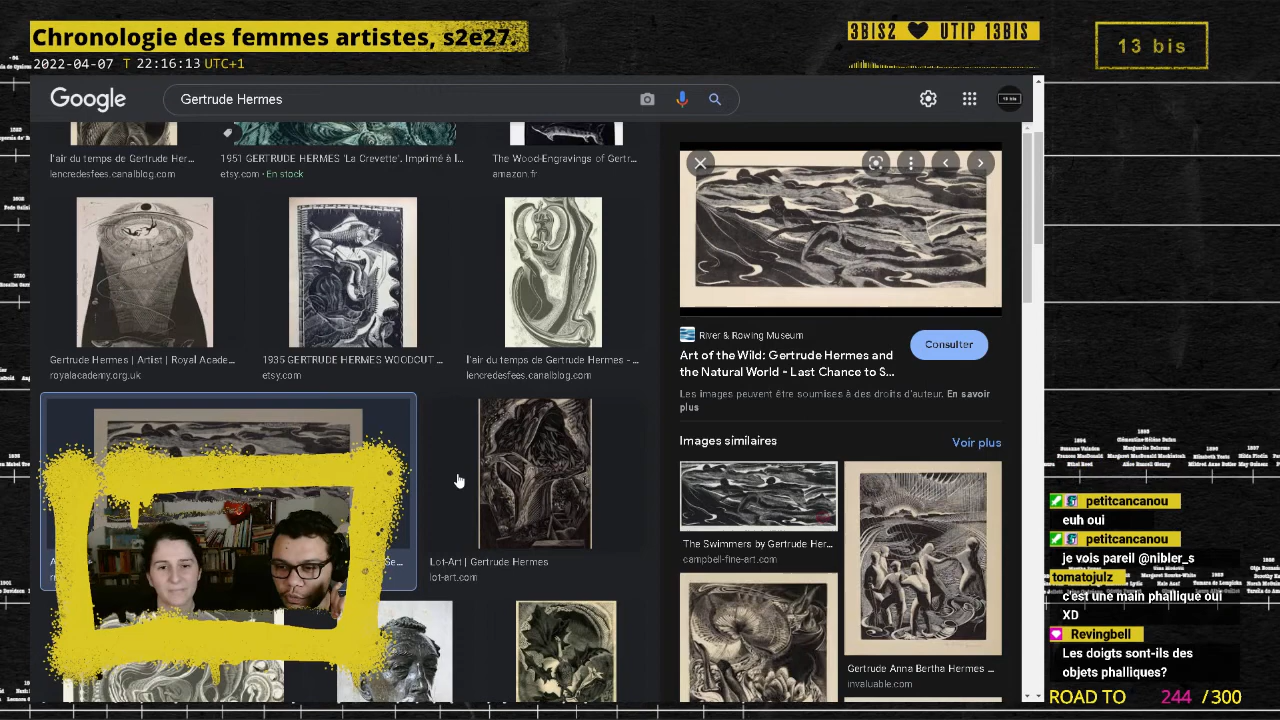 Chronologie des femmes artistes, s2e27.
2022-04-07 T 22:16:13 UTC+1
3BIS2 ♥ UTIP 13BIS
13 bis
Google
Gertrude Hermes
l'air du temps de Gertrude Her...
lencredesfees.canalblog.com
1951 GERTRUDE HERMES 'La Crevette'. Imprimé à l...
etsy.com · En stock
The Wood-Engravings of Gertr...
amazon.fr
Gertrude Hermes | Artist | Royal Acade...
royalacademy.org.uk
1935 GERTRUDE HERMES WOODCUT ...
etsy.com
l'air du temps de Gertrude Hermes - ...
lencredesfees.canalblog.com
Lot-Art | Gertrude Hermes
lot-art.com
River & Rowing Museum
Art of the Wild: Gertrude Hermes and
the Natural World - Last Chance to S...
Consulter
Les images peuvent être soumises à des droits d'auteur. En savoir
plus
Images similaires
Voir plus
The Swimmers by Gertrude Her...
campbell-fine-art.com
Gertrude Anna Bertha Hermes ...
invaluable.com
petitcancanou
euh oui
petitcancanou
je vois pareil @nibler_s
tomatojulz
c'est une main phallique oui
XD
Revingbell
Les doigts sont-ils des
objets phalliques?
ROAD TO 244 / 300